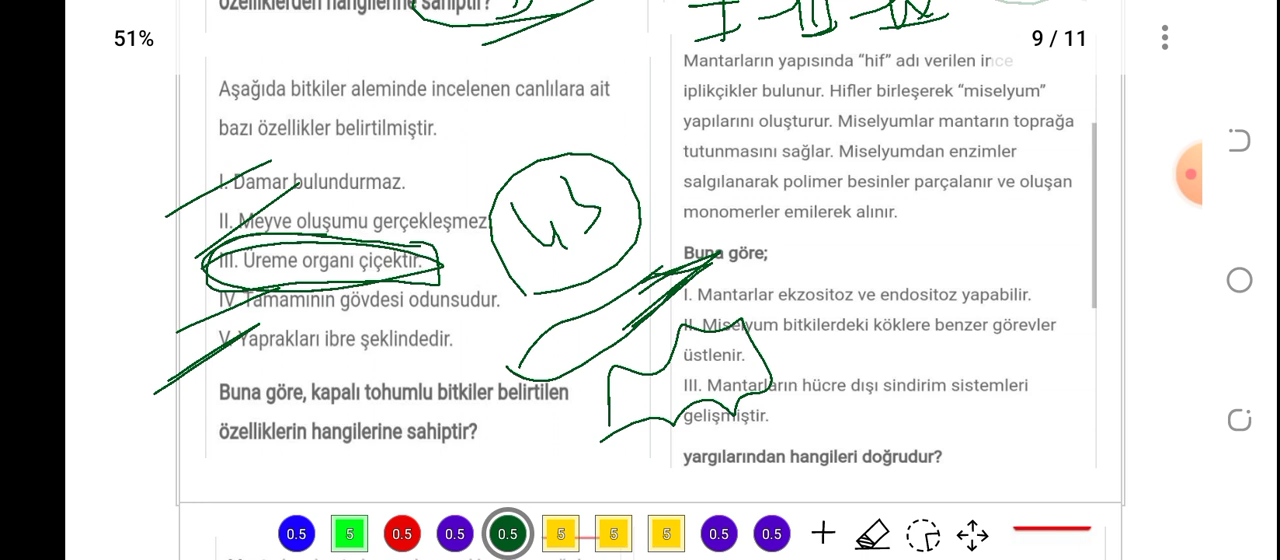 özelliklerden hangilerine sahiptir?
I - III - IV
51%
9 / 11
Aşağıda bitkiler aleminde incelenen canlılara ait
bazı özellikler belirtilmiştir.
I. Damar bulundurmaz.
II. Meyve oluşumu gerçekleşmez.
III. Üreme organı çiçektir.
IV. Tamamının gövdesi odunsudur.
V. Yaprakları ibre şeklindedir.
Buna göre, kapalı tohumlu bitkiler belirtilen
özelliklerin hangilerine sahiptir?
Mantarların yapısında “hif” adı verilen ince
iplikçikler bulunur. Hifler birleşerek “miselyum”
yapılarını oluşturur. Miselyumlar mantarın toprağa
tutunmasını sağlar. Miselyumdan enzimler
salgılanarak polimer besinler parçalanır ve oluşan
monomerler emilerek alınır.
Buna göre;
I. Mantarlar ekzositoz ve endositoz yapabilir.
II. Miselyum bitkilerdeki köklere benzer görevler
üstlenir.
III. Mantarların hücre dışı sindirim sistemleri
gelişmiştir.
yargılarından hangileri doğrudur?
0.5 5 0.5 0.5 0.5 5 5 5 0.5 0.5